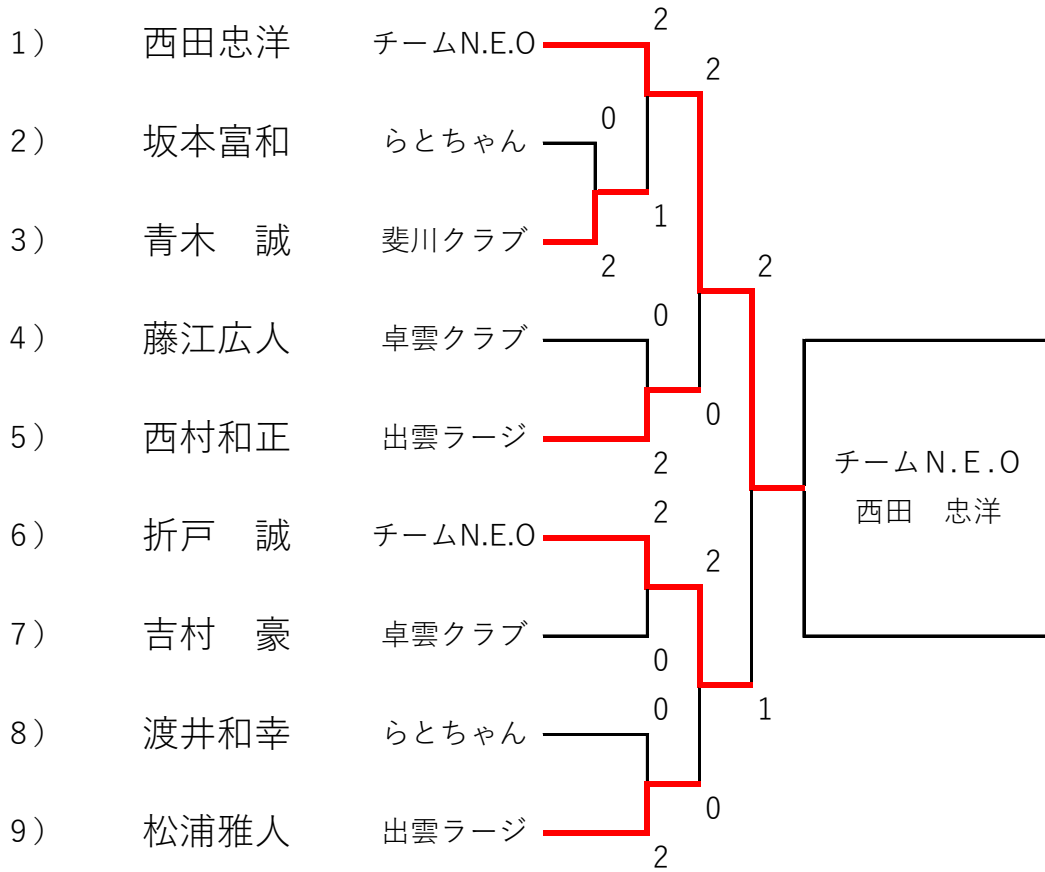 1） 西田忠洋 チームN.E.O 2
2
2） 坂本富和 らとちゃん 0
1
3） 青木　誠 斐川クラブ 2
2
4） 藤江広人 卓雲クラブ 0
0
5） 西村和正 出雲ラージ 2
チームN.E.O
西田　忠洋
6） 折戸　誠 チームN.E.O 2
2
7） 吉村　豪 卓雲クラブ 0
1
8） 渡井和幸 らとちゃん 0
0
9） 松浦雅人 出雲ラージ 2